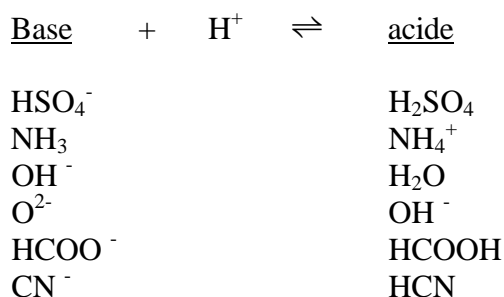 Base + H⁺ ⇌ acide
HSO₄⁻ H₂SO₄
NH₃ NH₄⁺
OH⁻ H₂O
O²⁻ OH⁻
HCOO⁻ HCOOH
CN⁻ HCN